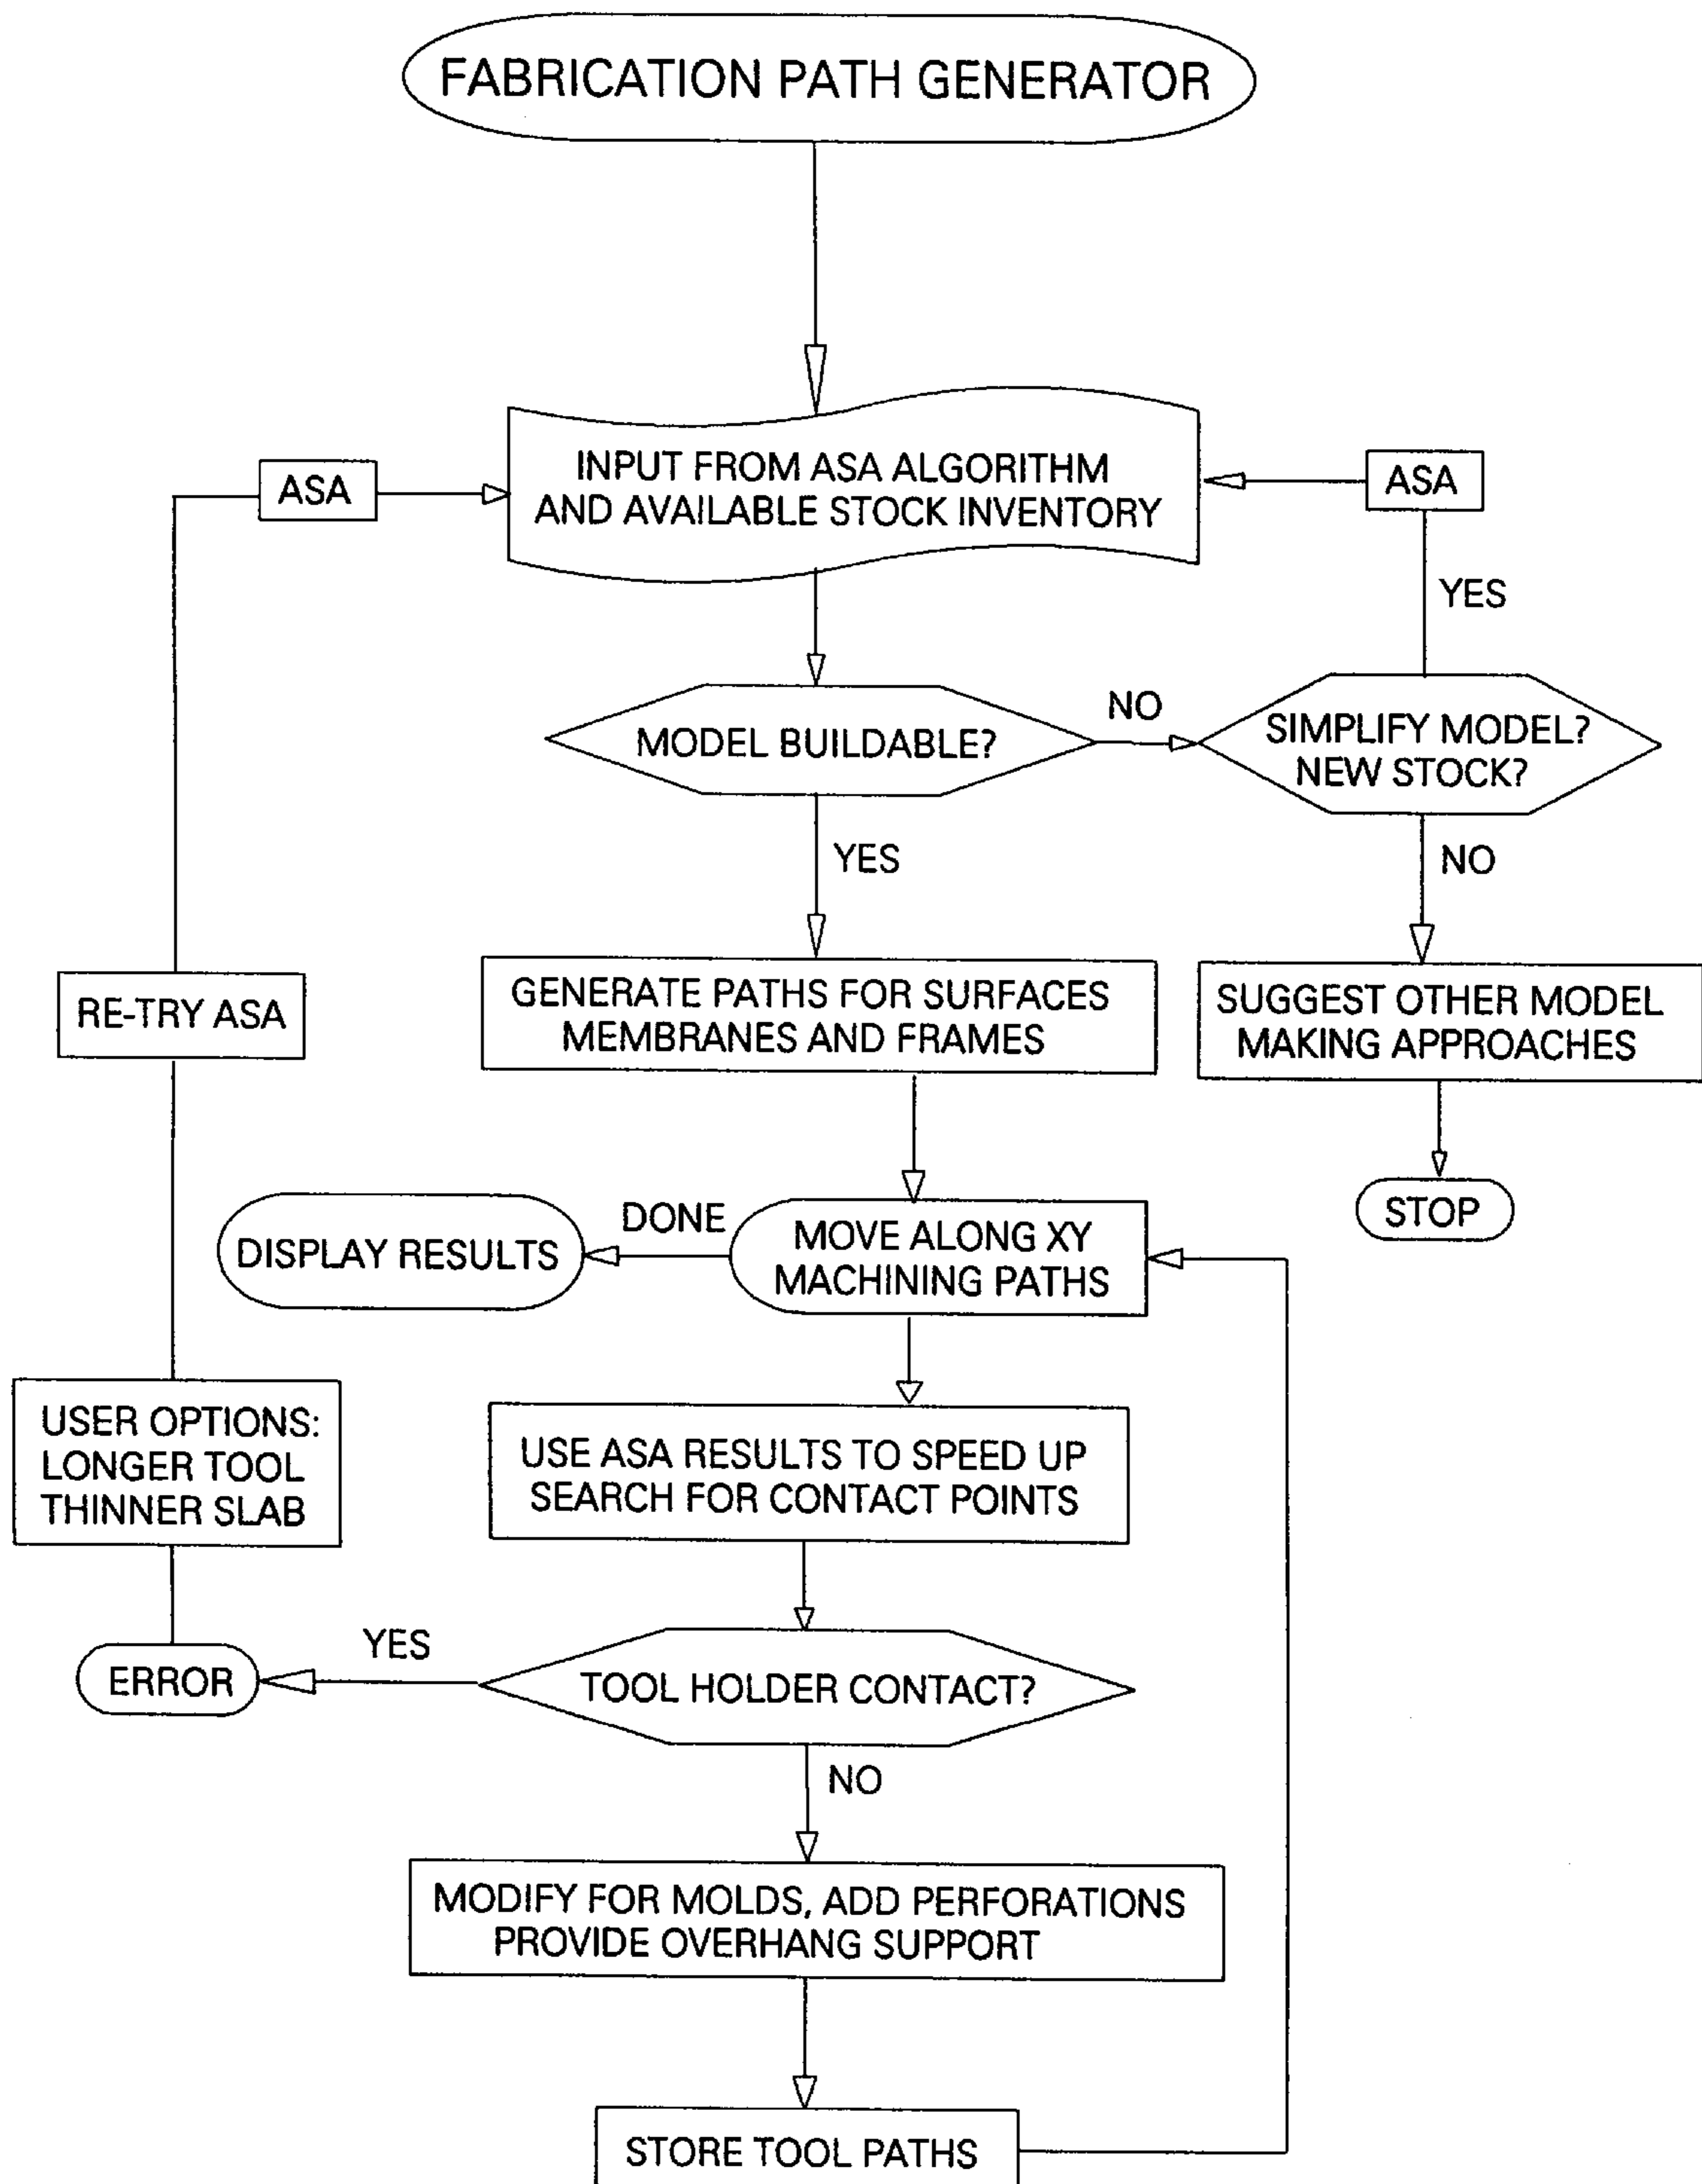 FABRICATION PATH GENERATOR
INPUT FROM ASA ALGORITHM
AND AVAILABLE STOCK INVENTORY
ASA
ASA
YES
MODEL BUILDABLE?
NO
SIMPLIFY MODEL?
NEW STOCK?
YES
NO
RE-TRY ASA
GENERATE PATHS FOR SURFACES
MEMBRANES AND FRAMES
SUGGEST OTHER MODEL
MAKING APPROACHES
STOP
DISPLAY RESULTS
DONE
MOVE ALONG XY
MACHINING PATHS
USER OPTIONS:
LONGER TOOL
THINNER SLAB
USE ASA RESULTS TO SPEED UP
SEARCH FOR CONTACT POINTS
ERROR
YES
TOOL HOLDER CONTACT?
NO
MODIFY FOR MOLDS, ADD PERFORATIONS
PROVIDE OVERHANG SUPPORT
STORE TOOL PATHS